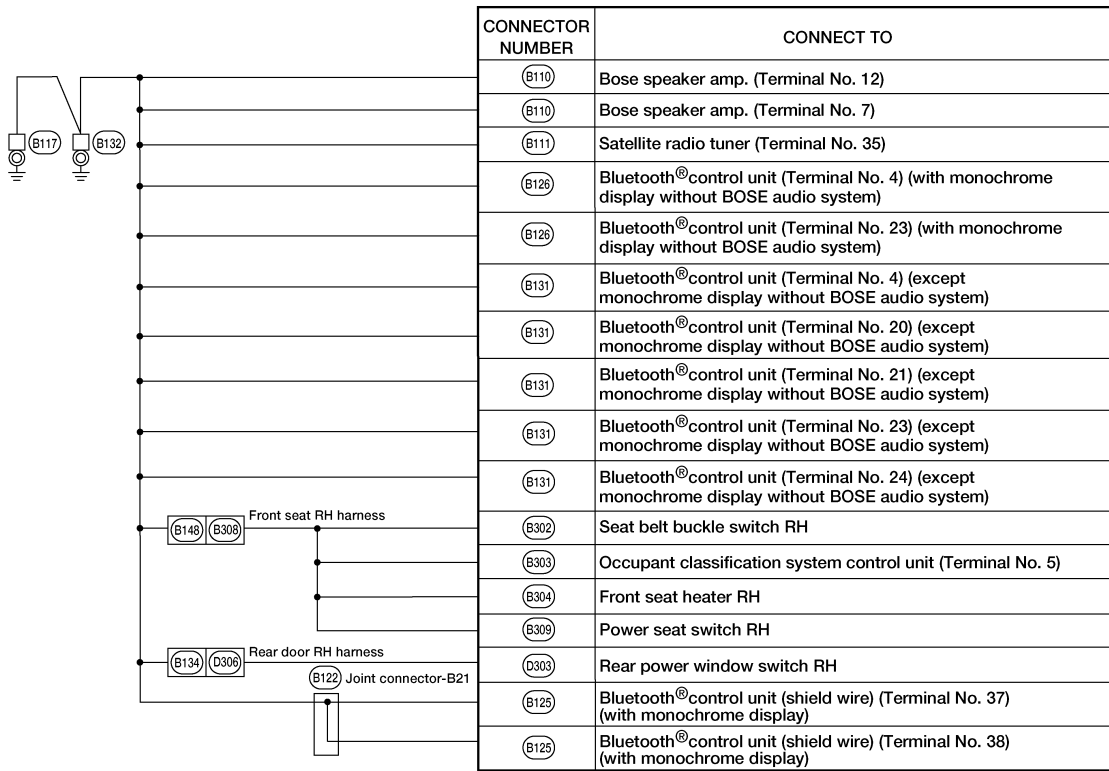 CONNECTOR NUMBER
CONNECT TO
B110
Bose speaker amp. (Terminal No. 12)
B110
Bose speaker amp. (Terminal No. 7)
B117
B132
B111
Satellite radio tuner (Terminal No. 35)
B126
Bluetooth®control unit (Terminal No. 4) (with monochrome
display without BOSE audio system)
B126
Bluetooth®control unit (Terminal No. 23) (with monochrome
display without BOSE audio system)
B131
Bluetooth®control unit (Terminal No. 4) (except
monochrome display without BOSE audio system)
B131
Bluetooth®control unit (Terminal No. 20) (except
monochrome display without BOSE audio system)
B131
Bluetooth®control unit (Terminal No. 21) (except
monochrome display without BOSE audio system)
B131
Bluetooth®control unit (Terminal No. 23) (except
monochrome display without BOSE audio system)
B131
Bluetooth®control unit (Terminal No. 24) (except
monochrome display without BOSE audio system)
B148 B308
Front seat RH harness
B302
Seat belt buckle switch RH
B303
Occupant classification system control unit (Terminal No. 5)
B304
Front seat heater RH
B309
Power seat switch RH
B134 D306
Rear door RH harness
D303
Rear power window switch RH
B122 Joint connector-B21
B125
Bluetooth®control unit (shield wire) (Terminal No. 37)
(with monochrome display)
B125
Bluetooth®control unit (shield wire) (Terminal No. 38)
(with monochrome display)